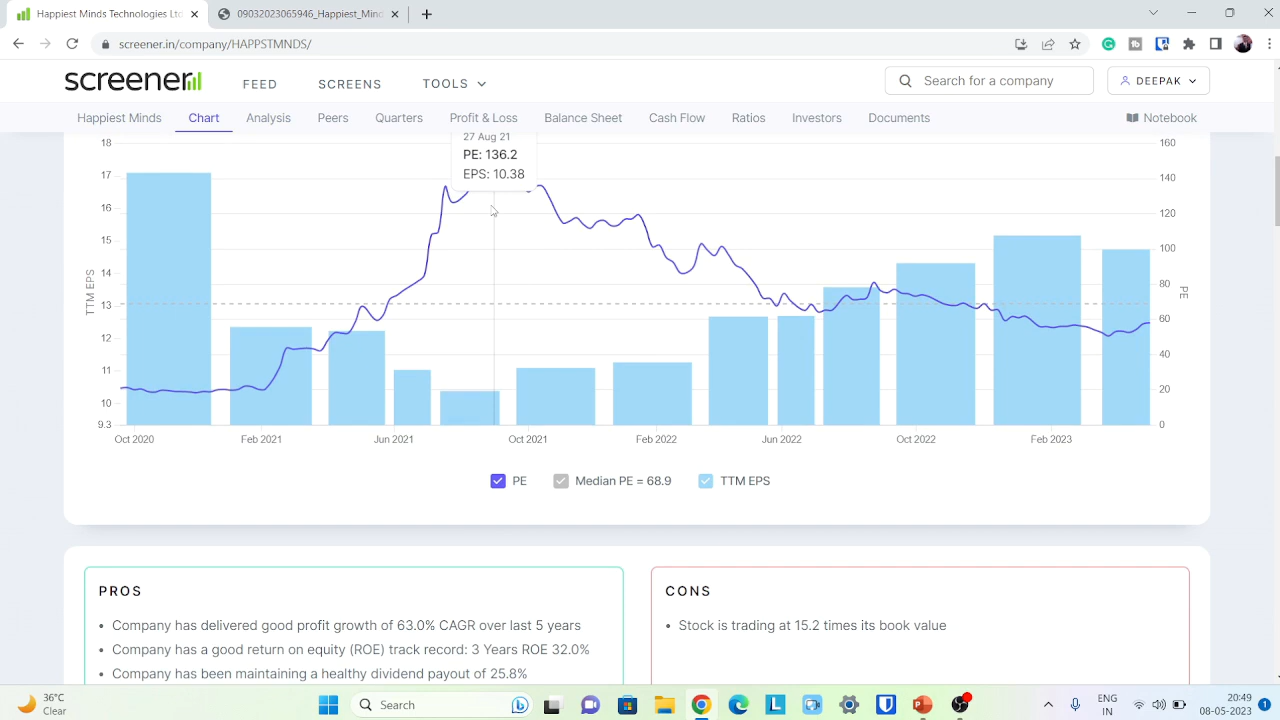 Happiest Minds Technologies Ltd
09032023065946_Happiest_Mind
screener.in/company/HAPPSTMNDS/
screener
FEED
SCREENS
TOOLS
Search for a company
DEEPAK
Happiest Minds
Chart
Analysis
Peers
Quarters
Profit & Loss
Balance Sheet
Cash Flow
Ratios
Investors
Documents
Notebook
27 Aug 21
PE: 136.2
EPS: 10.38
18
17
16
15
14
13
12
11
10
9.3
TTM EPS
160
140
120
100
80
60
40
20
0
PE
Oct 2020
Feb 2021
Jun 2021
Oct 2021
Feb 2022
Jun 2022
Oct 2022
Feb 2023
PE
Median PE = 68.9
TTM EPS
PROS
• Company has delivered good profit growth of 63.0% CAGR over last 5 years
• Company has a good return on equity (ROE) track record: 3 Years ROE 32.0%
• Company has been maintaining a healthy dividend payout of 25.8%
CONS
• Stock is trading at 15.2 times its book value
36°C
Clear
Search
ENG
IN
20:49
08-05-2023
1